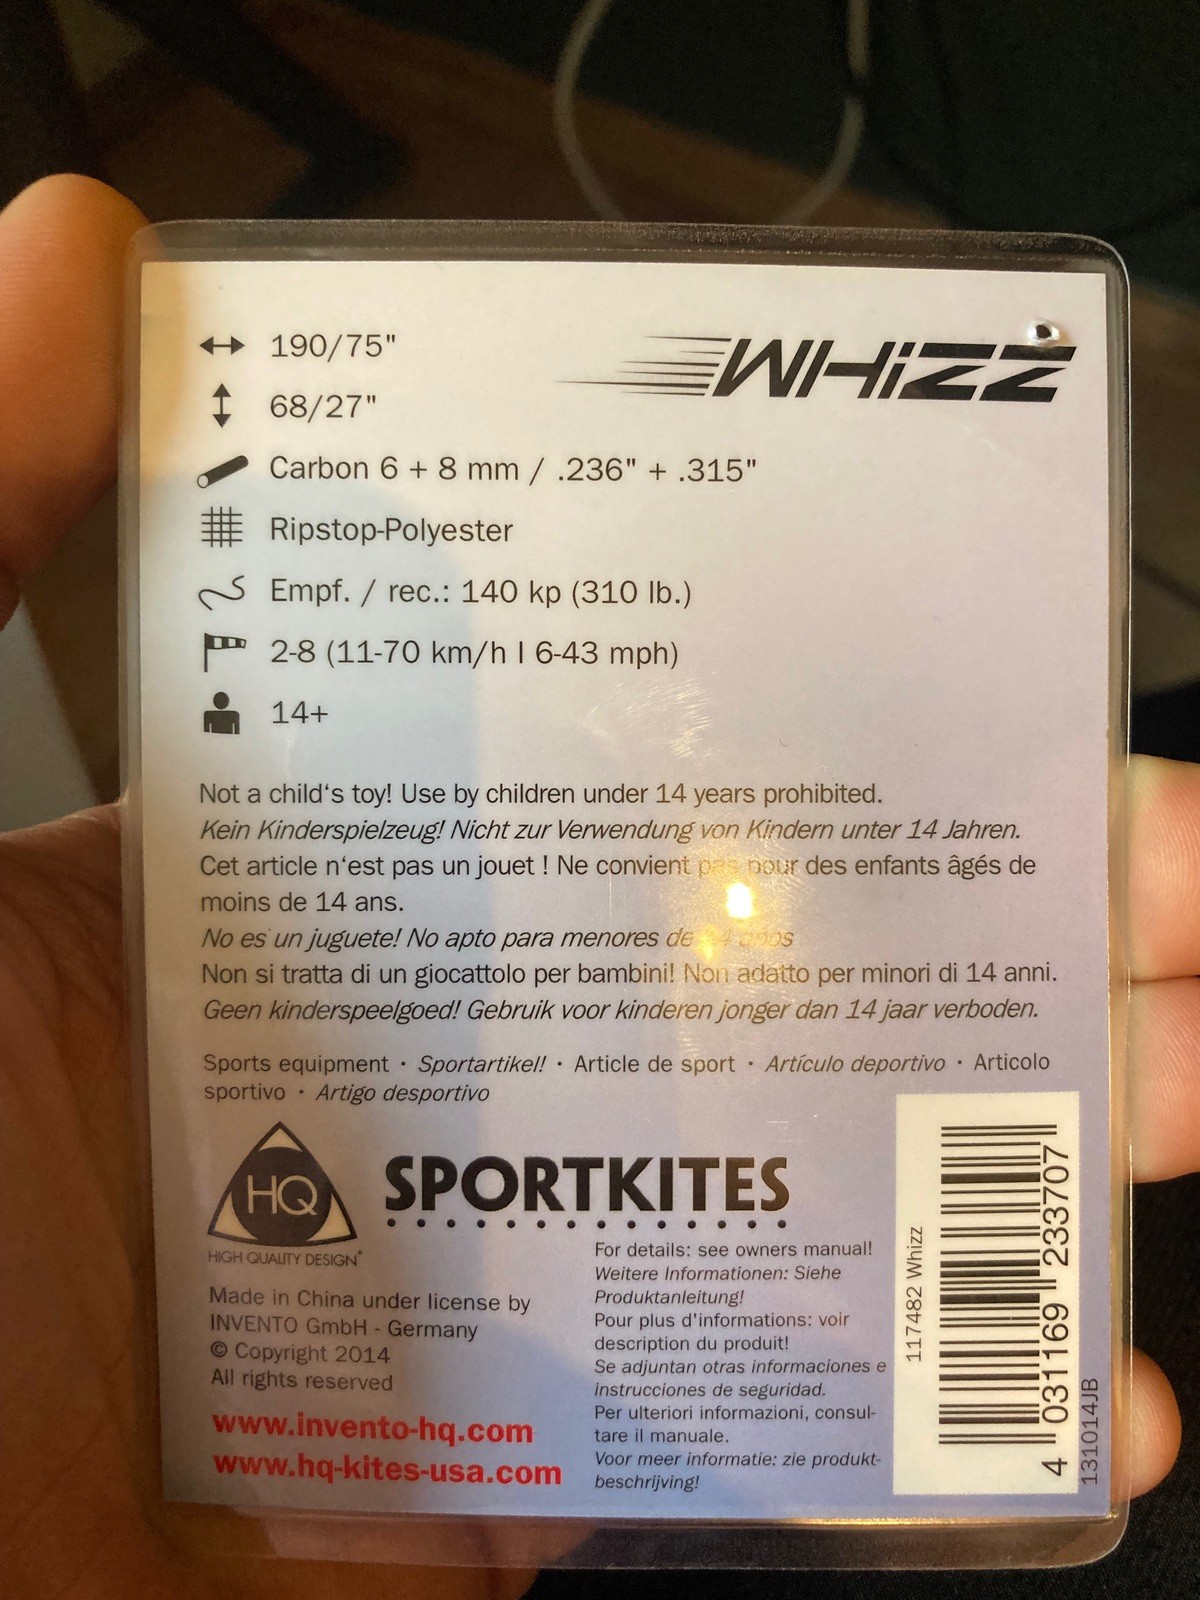 190/75"
WHiZZ
68/27"
Carbon 6 + 8 mm / .236" + .315"
Ripstop-Polyester
Empf. / rec.: 140 kp (310 lb.)
2-8 (11-70 km/h I 6-43 mph)
14+
Not a child‘s toy! Use by children under 14 years prohibited.
Kein Kinderspielzeug! Nicht zur Verwendung von Kindern unter 14 Jahren.
Cet article n‘est pas un jouet ! Ne convient pas pour des enfants âgés de
moins de 14 ans.
No es un juguete! No apto para menores de 14 anos
Non si tratta di un giocattolo per bambini! Non adatto per minori di 14 anni.
Geen kinderspeelgoed! Gebruik voor kinderen jonger dan 14 jaar verboden.
Sports equipment · Sportartikel! · Article de sport · Artículo deportivo · Articolo
sportivo · Artigo desportivo
HQ
HIGH QUALITY DESIGN®
SPORTKITES
Made in China under license by
INVENTO GmbH - Germany
© Copyright 2014
All rights reserved
www.invento-hq.com
www.hq-kites-usa.com
For details: see owners manual!
Weitere Informationen: Siehe
Produktanleitung!
Pour plus d'informations: voir
description du produit!
Se adjuntan otras informaciones e
instrucciones de seguridad.
Per ulteriori informazioni, consul-
tare il manuale.
Voor meer informatie: zie produkt-
beschrijving!
117482 Whizz
4 031169 233707
131014JB